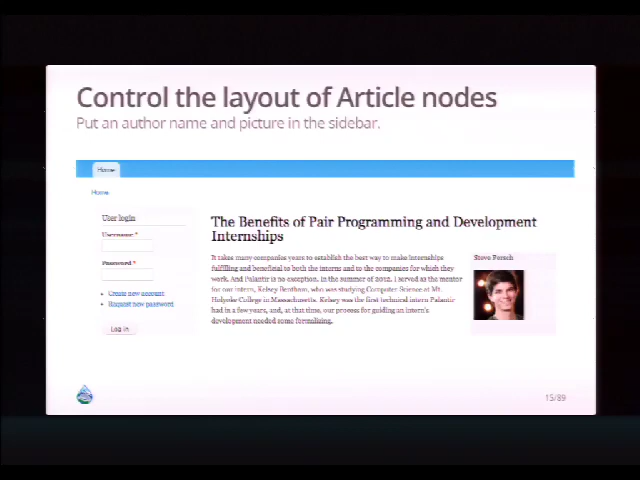 Control the layout of Article nodes
Put an author name and picture in the sidebar.
Home
Home
User login
Username *
Password *
Create new account
Request new password
Log in
The Benefits of Pair Programming and Development
Internships
It takes many companies years to establish the best way to make internships
fulfilling and beneficial to both the interns and to the companies for which they
work. And Palantir is no exception. In the summer of 2012, I served as the mentor
for our intern, Kelsey Bentham, who was studying Computer Science at Mt.
Holyoke College in Massachusetts. Kelsey was the first technical intern Palantir
had in a few years, and, at that time, our process for guiding an intern's
development needed some formalizing.
Steve Persch
15/89